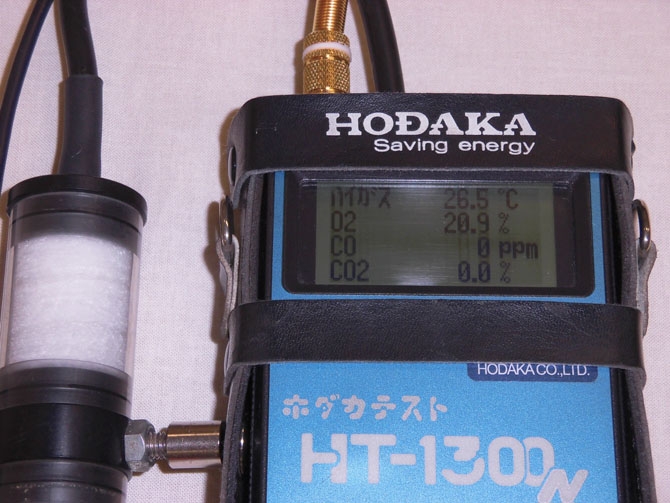 HODAKA
Saving energy
ハイガス 26.5 ℃
O2 20.9 %
CO 0 ppm
CO2 0.0 %
HODAKA CO.,LTD.
ホダカテスト
HT-1300N